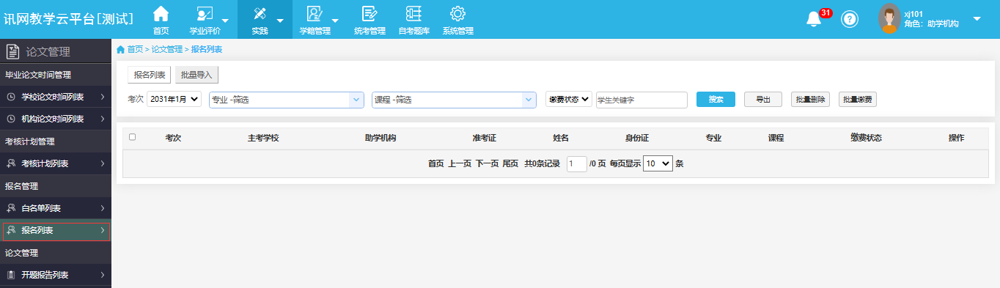 讯网教学云平台[测试]
首页
学业评价
实践
学籍管理
统考管理
自考题库
系统管理
31
xj101
角色：助学机构
论文管理
毕业论文时间管理
学校论文时间列表
机构论文时间列表
考核计划管理
考核计划列表
报名管理
白名单列表
报名列表
论文管理
开题报告列表
首页 > 论文管理 > 报名列表
报名列表 批量导入
考次 2031年1月 专业 -筛选 课程 -筛选 缴费状态 学生关键字 搜索 导出 批量删除 批量缴费
考次 主考学校 助学机构 准考证 姓名 身份证 专业 课程 缴费状态 操作
首页 上一页 下一页 尾页 共0条记录 1 /0 页 每页显示 10 条